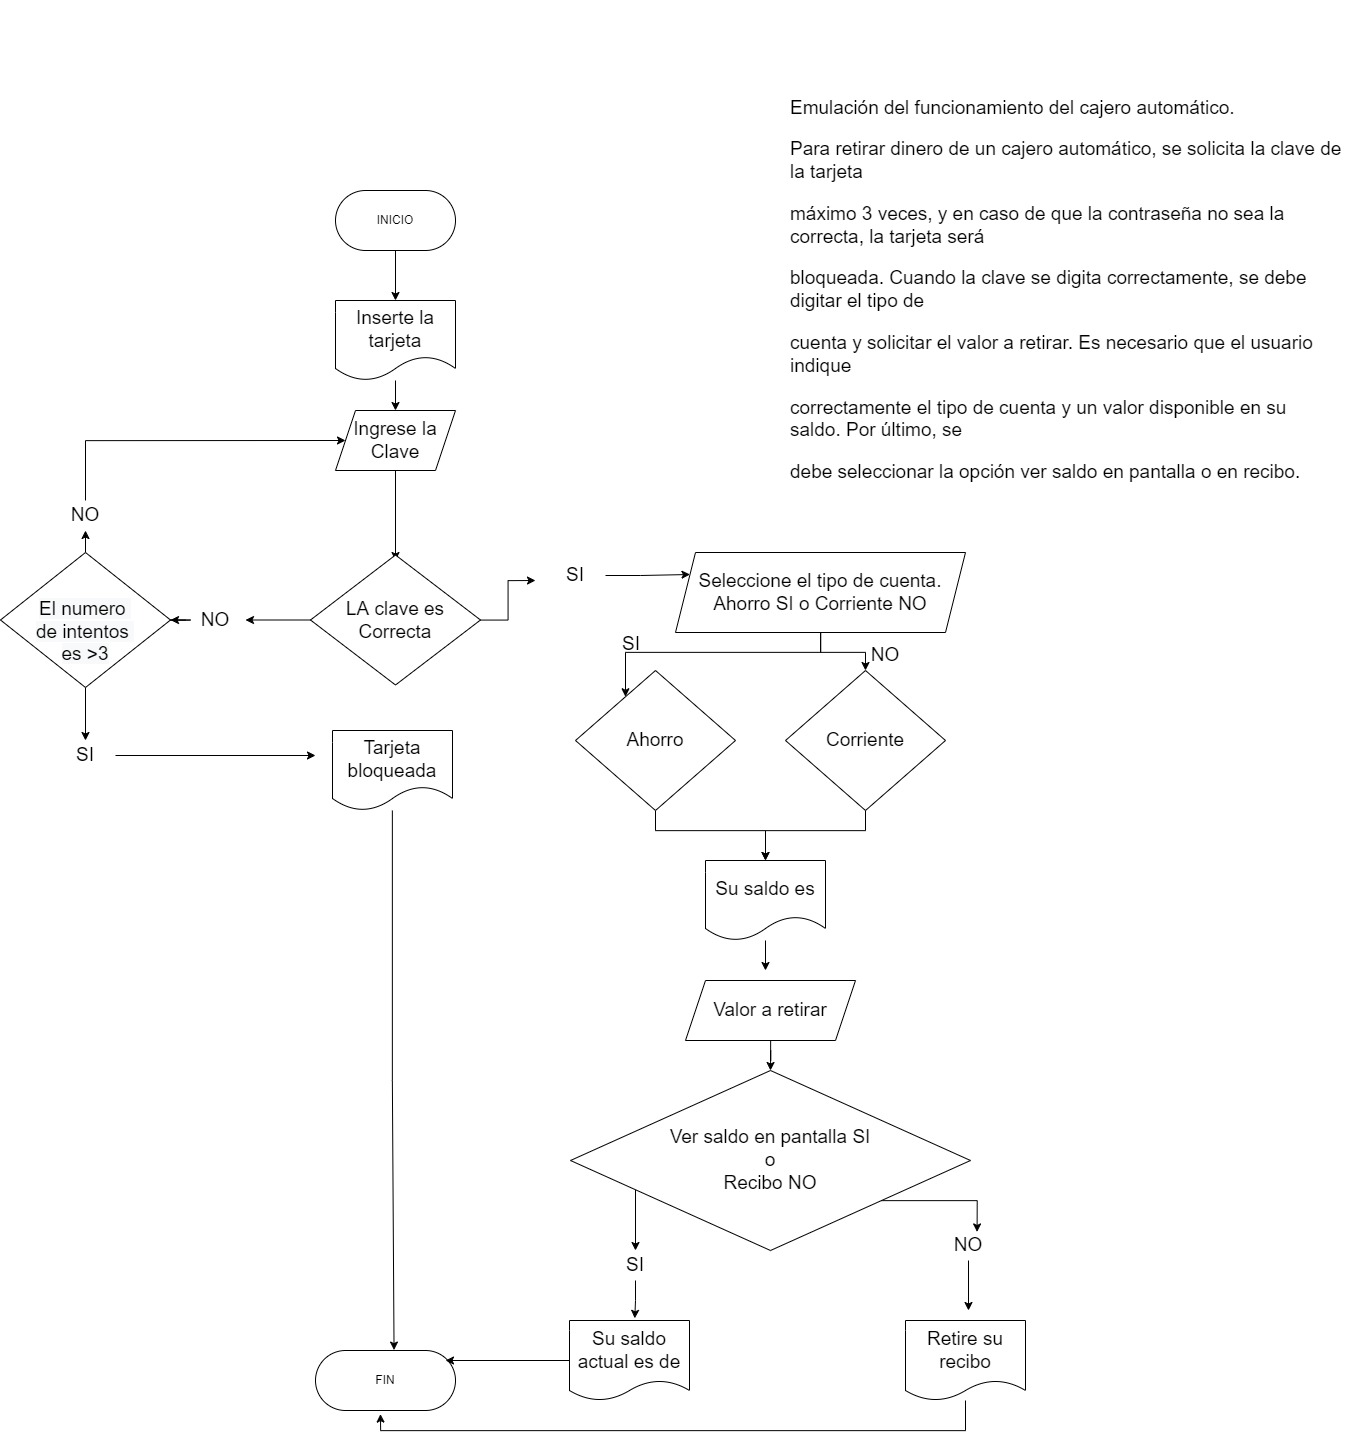 Emulación del funcionamiento del cajero automático.
Para retirar dinero de un cajero automático, se solicita la clave de
la tarjeta
máximo 3 veces, y en caso de que la contraseña no sea la
correcta, la tarjeta será
bloqueada. Cuando la clave se digita correctamente, se debe
digitar el tipo de
cuenta y solicitar el valor a retirar. Es necesario que el usuario
indique
correctamente el tipo de cuenta y un valor disponible en su
saldo. Por último, se
debe seleccionar la opción ver saldo en pantalla o en recibo.
INICIO
Inserte la
tarjeta
Ingrese la
Clave
NO
El numero
de intentos
es >3
NO
LA clave es
Correcta
SI
Seleccione el tipo de cuenta.
Ahorro SI o Corriente NO
SI
NO
Ahorro
Corriente
SI
Tarjeta
bloqueada
Su saldo es
Valor a retirar
Ver saldo en pantalla SI
o
Recibo NO
SI
NO
Su saldo
actual es de
Retire su
recibo
FIN